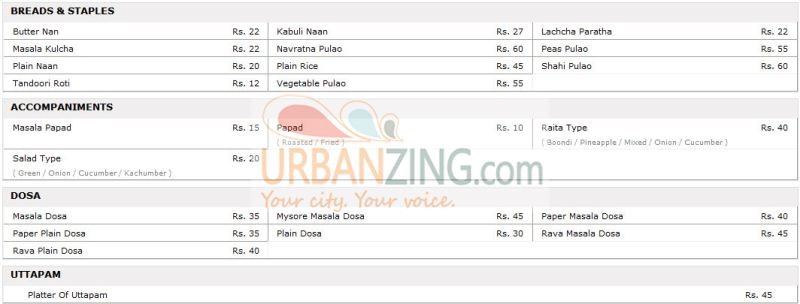 BREADS & STAPLES
Butter Nan Rs. 22 Kabuli Naan Rs. 27 Lachcha Paratha Rs. 22
Masala Kulcha Rs. 22 Navratna Pulao Rs. 60 Peas Pulao Rs. 55
Plain Naan Rs. 20 Plain Rice Rs. 45 Shahi Pulao Rs. 60
Tandoori Roti Rs. 12 Vegetable Pulao Rs. 55
ACCOMPANIMENTS
Masala Papad Rs. 15 Papad Rs. 10 Raita Type Rs. 40
( Roasted / Fried ) ( Boondi / Pineapple / Mixed / Onion / Cucumber )
Salad Type Rs. 20
( Green / Onion / Cucumber / Kachumber )
URBANZING.com
Your city. Your voice.
DOSA
Masala Dosa Rs. 35 Mysore Masala Dosa Rs. 45 Paper Masala Dosa Rs. 40
Paper Plain Dosa Rs. 35 Plain Dosa Rs. 30 Rava Masala Dosa Rs. 45
Rava Plain Dosa Rs. 40
UTTAPAM
Platter Of Uttapam Rs. 45